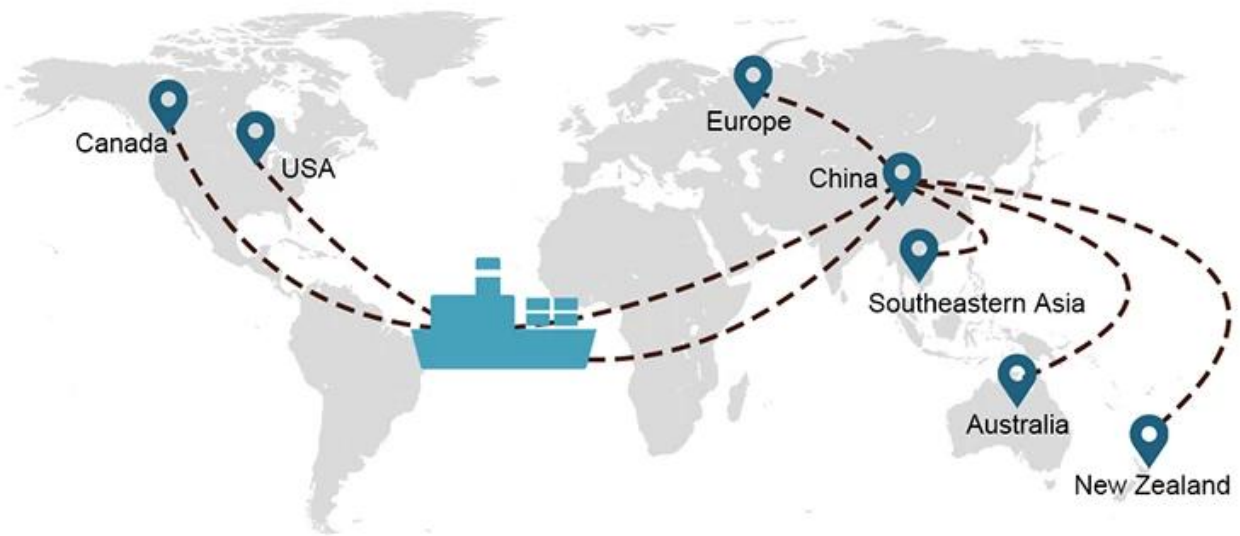 Canada
USA
Europe
China
Southeastern Asia
Australia
New Zealand